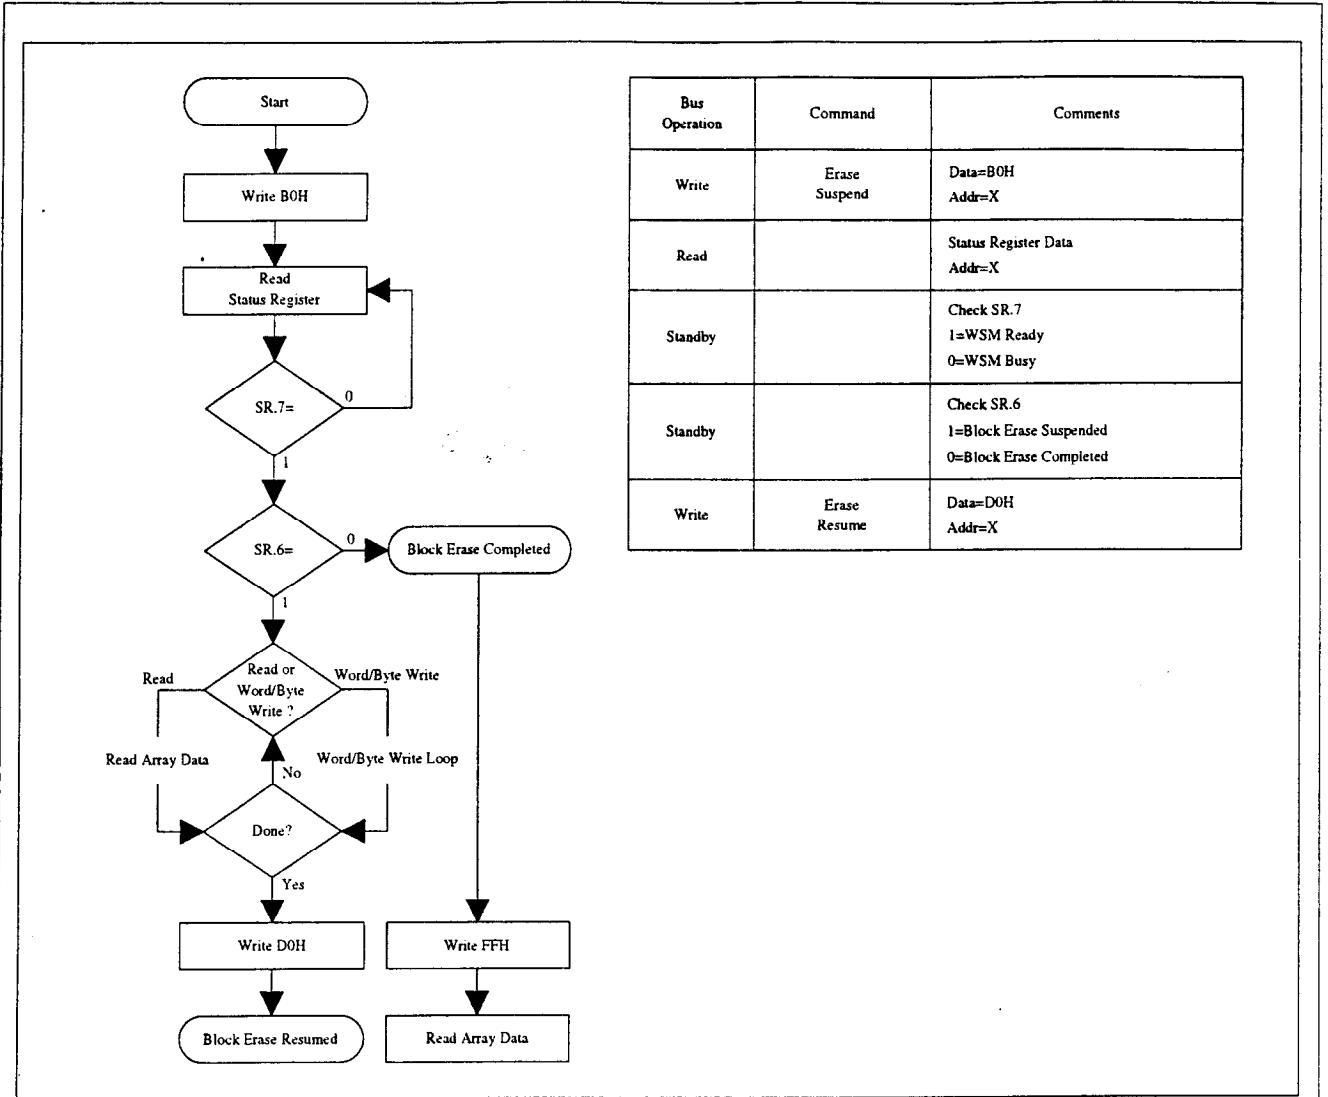 Start
Write B0H
Read
Status Register
SR.7=
0
1
SR.6=
0
Block Erase Completed
1
Read or
Word/Byte
Write ?
Read
Word/Byte Write
Read Array Data
Word/Byte Write Loop
No
Done?
Yes
Write D0H
Write FFH
Block Erase Resumed
Read Array Data
Bus
Operation
Command
Comments
Write
Erase
Suspend
Data=B0H
Addr=X
Read
Status Register Data
Addr=X
Standby
Check SR.7
1=WSM Ready
0=WSM Busy
Standby
Check SR.6
1=Block Erase Suspended
0=Block Erase Completed
Write
Erase
Resume
Data=D0H
Addr=X